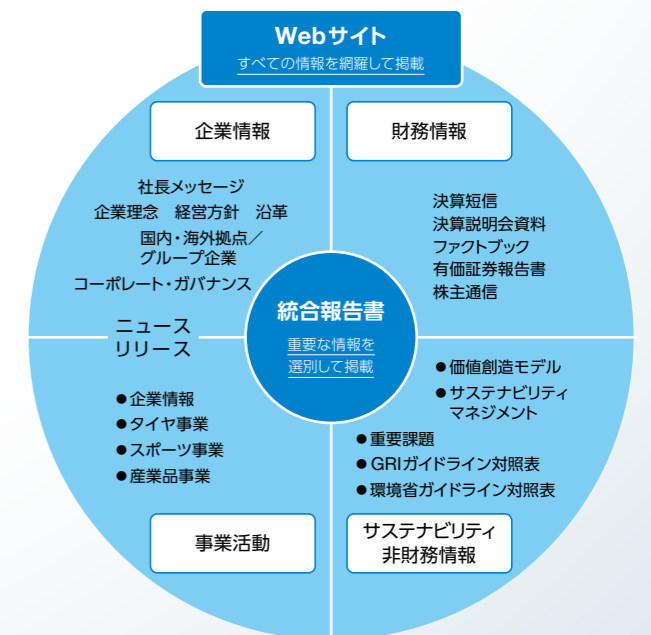 Webサイト
すべての情報を網羅して掲載
企業情報
社長メッセージ
企業理念　経営方針　沿革
国内・海外拠点／
グループ企業
コーポレート・ガバナンス
財務情報
決算短信
決算説明会資料
ファクトブック
有価証券報告書
株主通信
統合報告書
重要な情報を
選別して掲載
ニュース
リリース
●企業情報
●タイヤ事業
●スポーツ事業
●産業品事業
事業活動
●価値創造モデル
●サステナビリティ
マネジメント
●重要課題
●GRIガイドライン対照表
●環境省ガイドライン対照表
サステナビリティ
非財務情報